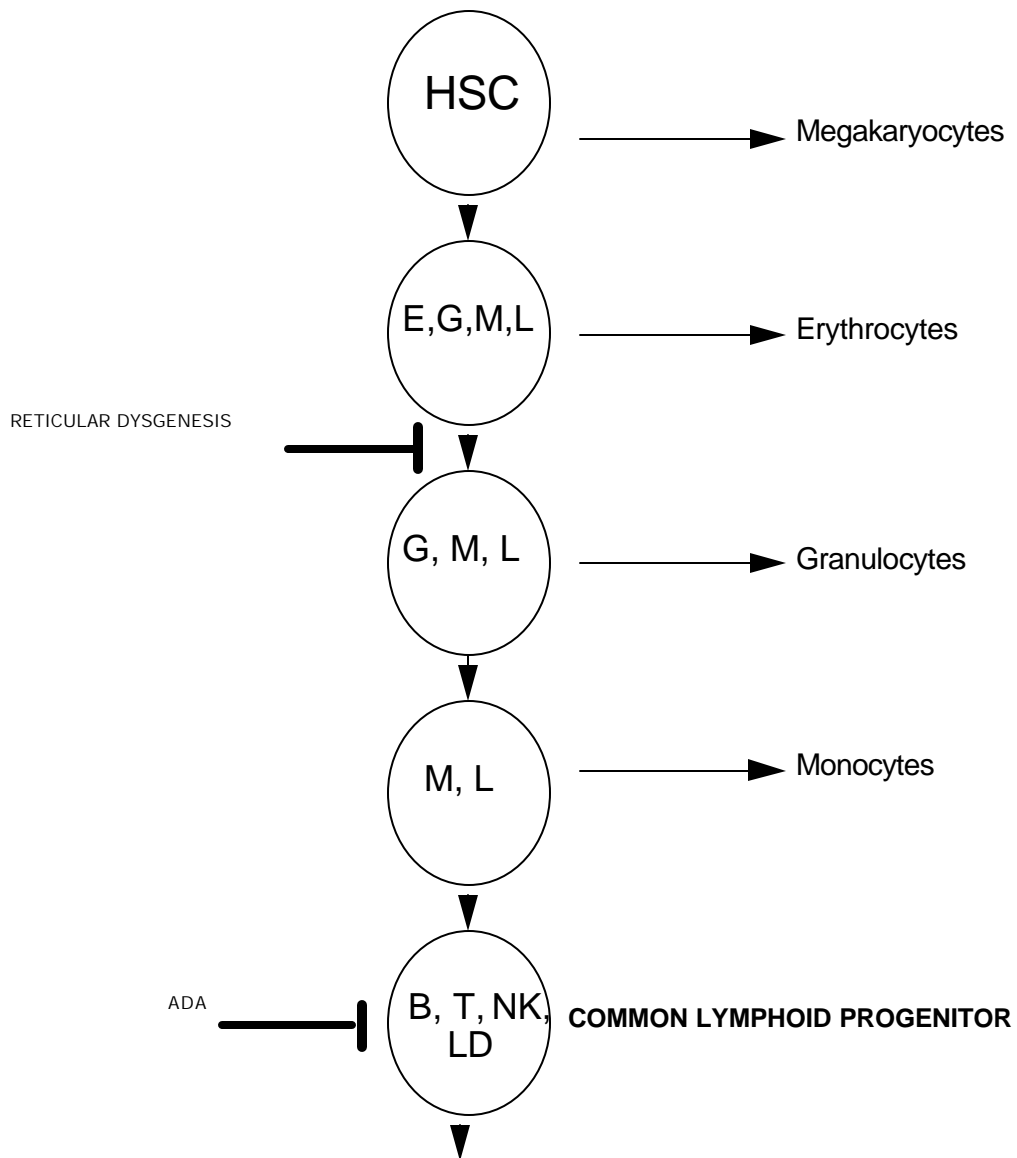 HSC
Megakaryocytes
E,G,M,L
Erythrocytes
RETICULAR DYSGENESIS
G, M, L
Granulocytes
M, L
Monocytes
ADA
B, T, NK,
LD
COMMON LYMPHOID PROGENITOR